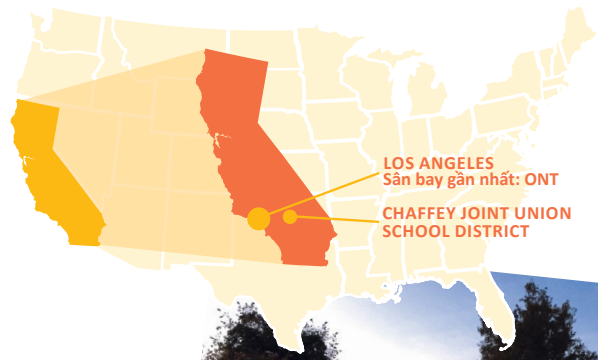 LOS ANGELES
Sân bay gần nhất: ONT
CHAFFEY JOINT UNION
SCHOOL DISTRICT